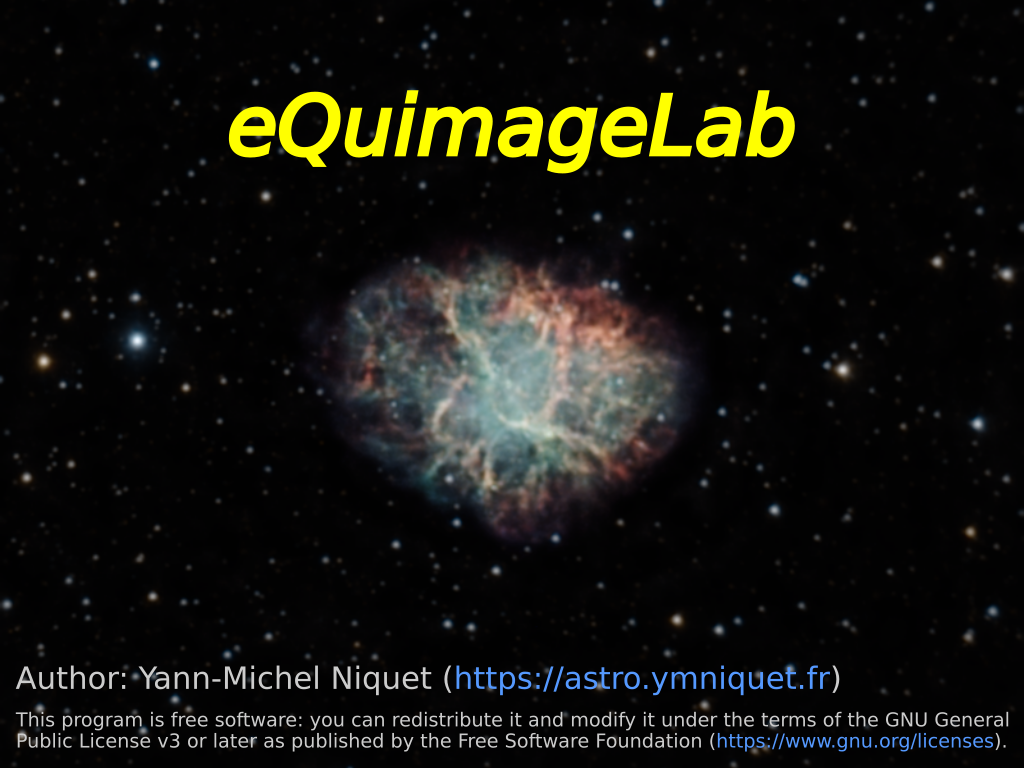 eQuimageLab
Author: Yann-Michel Niquet (https://astro.ymniquet.fr)
This program is free software: you can redistribute it and modify it under the terms of the GNU General
Public License v3 or later as published by the Free Software Foundation (https://www.gnu.org/licenses).